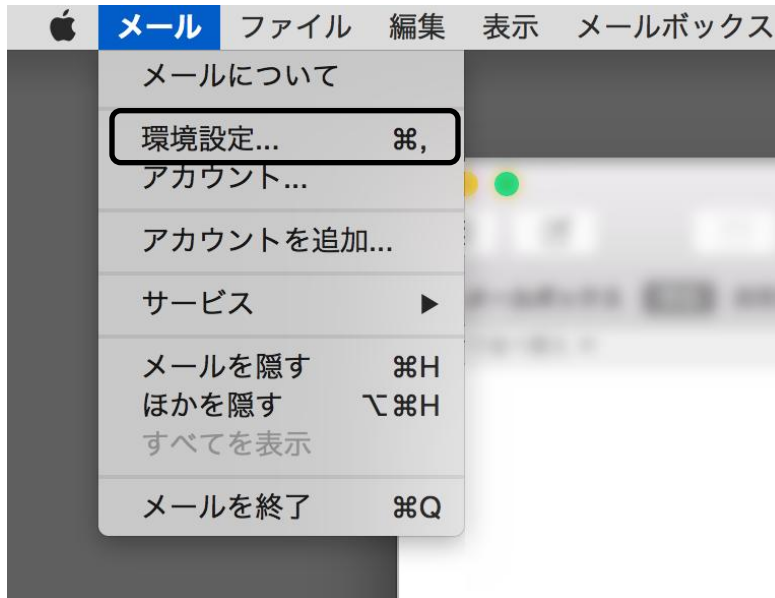 メール ファイル 編集 表示 メールボックス
メールについて
環境設定... ⌘,
アカウント...
アカウントを追加...
サービス ▶
メールを隠す ⌘H
ほかを隠す ⌥⌘H
すべてを表示
メールを終了 ⌘Q